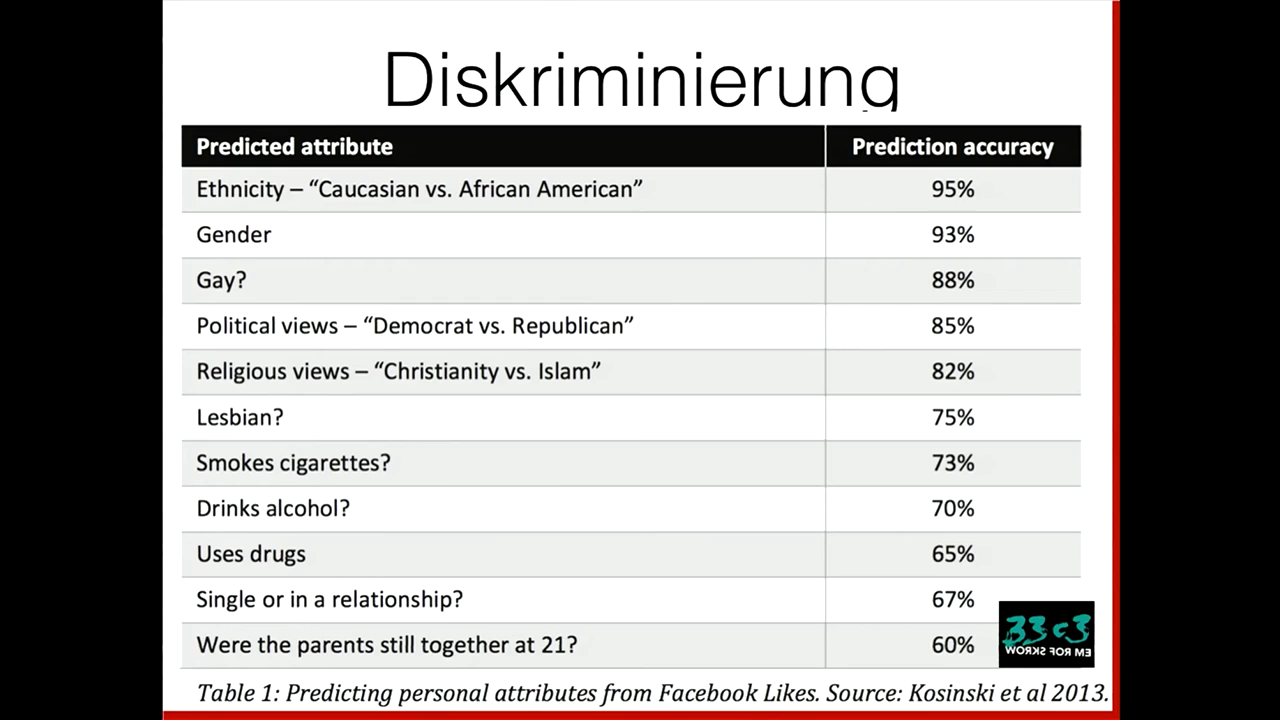 Diskriminierung
Predicted attribute Prediction accuracy
Ethnicity – “Caucasian vs. African American” 95%
Gender 93%
Gay? 88%
Political views – “Democrat vs. Republican” 85%
Religious views – “Christianity vs. Islam” 82%
Lesbian? 75%
Smokes cigarettes? 73%
Drinks alcohol? 70%
Uses drugs 65%
Single or in a relationship? 67%
Were the parents still together at 21? 60%
33c3
WORKS FOR ME
Table 1: Predicting personal attributes from Facebook Likes. Source: Kosinski et al 2013.